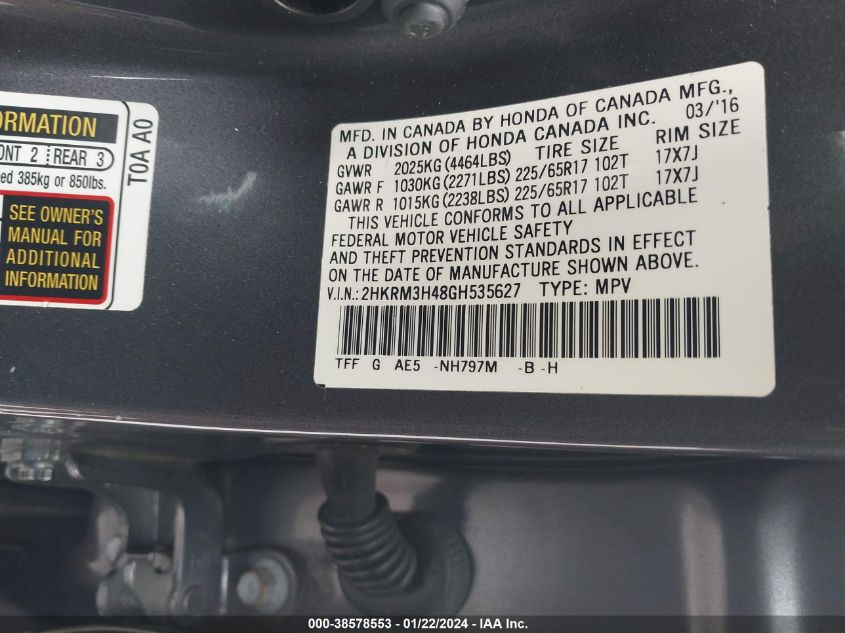 ORMATION
ONT 2 REAR 3
ed 385kg or 850lbs.
SEE OWNER'S
MANUAL FOR
ADDITIONAL
INFORMATION
T0A A0
MFD. IN CANADA BY HONDA OF CANADA MFG.,
A DIVISION OF HONDA CANADA INC. 03/'16
GVWR 2025KG (4464LBS) TIRE SIZE RIM SIZE
GAWR F 1030KG (2271LBS) 225/65R17 102T 17X7J
GAWR R 1015KG (2238LBS) 225/65R17 102T 17X7J
THIS VEHICLE CONFORMS TO ALL APPLICABLE
FEDERAL MOTOR VEHICLE SAFETY
AND THEFT PREVENTION STANDARDS IN EFFECT
ON THE DATE OF MANUFACTURE SHOWN ABOVE.
V.I.N.: 2HKRM3H48GH535627 TYPE: MPV
TFF G AE5 -NH797M -B -H
000-38578553 - 01/22/2024 - IAA Inc.